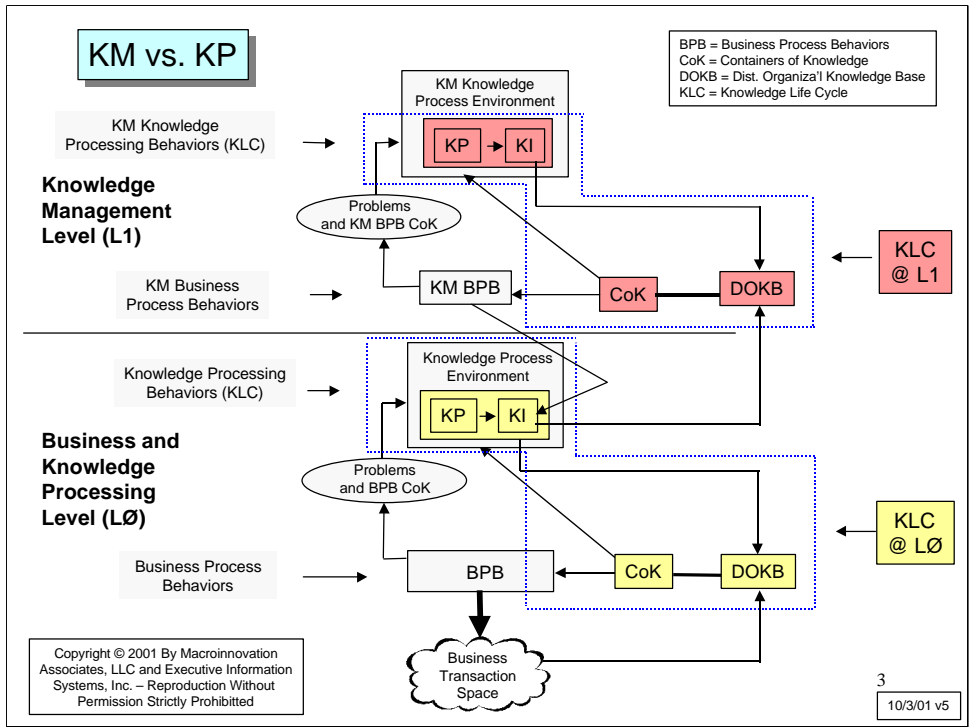 KM vs. KP
BPB = Business Process Behaviors
CoK = Containers of Knowledge
DOKB = Dist. Organiza'l Knowledge Base
KLC = Knowledge Life Cycle
KM Knowledge
Process Environment
KP
KI
KM Knowledge
Processing Behaviors (KLC)
Knowledge
Management
Level (L1)
Problems
and KM BPB CoK
KLC
@ L1
KM Business
Process Behaviors
KM BPB
CoK
DOKB
Knowledge Processing
Behaviors (KLC)
Knowledge Process
Environment
KP
KI
Business and
Knowledge
Processing
Level (LØ)
Problems
and BPB CoK
KLC
@ LØ
Business Process
Behaviors
BPB
CoK
DOKB
Business
Transaction
Space
Copyright © 2001 By Macroinnovation
Associates, LLC and Executive Information
Systems, Inc. – Reproduction Without
Permission Strictly Prohibitted
3
10/3/01 v5